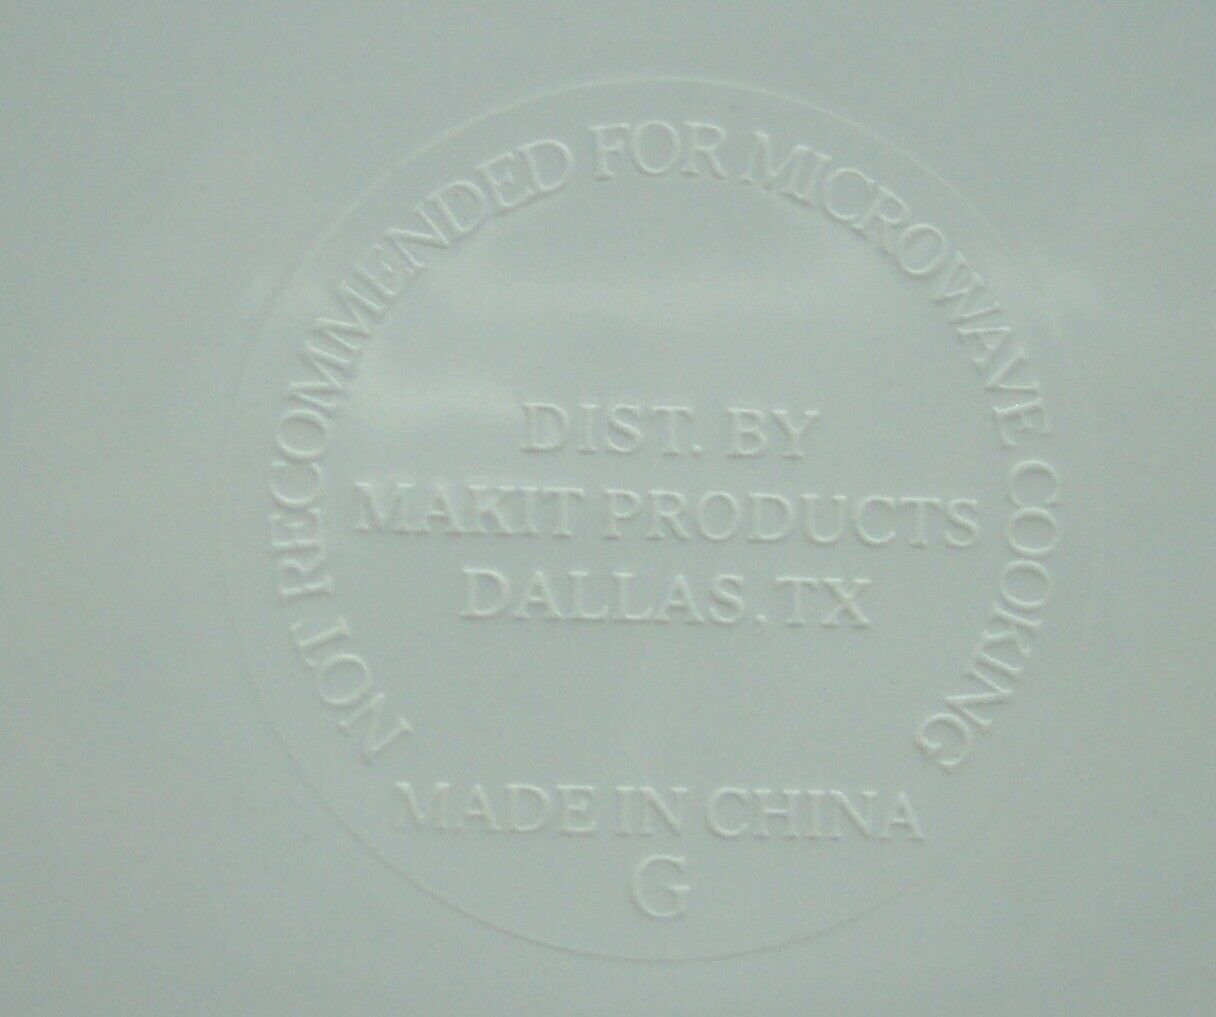 NOT RECOMMENDED FOR MICROWAVE COOKING
DIST. BY
MAKIT PRODUCTS
DALLAS, TX
MADE IN CHINA
G